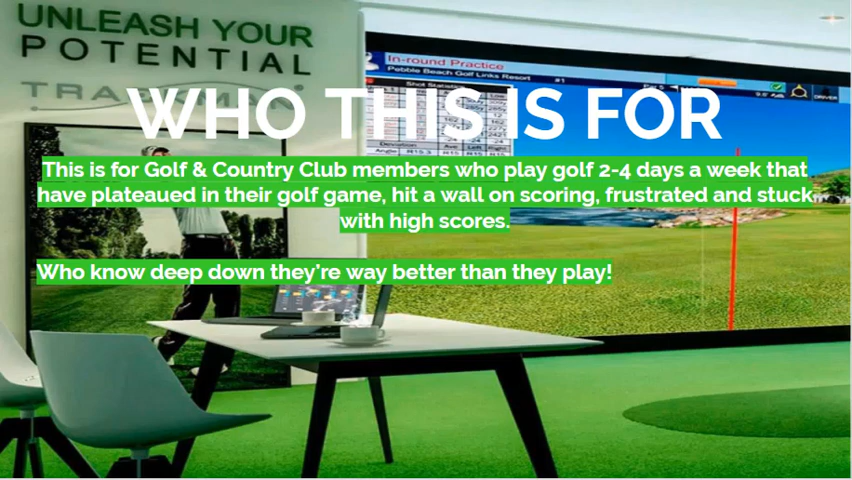 UNLEASH YOUR
POTENTIAL
In-round Practice
Pebble Beach Golf Links Resort #1
Shot Statistics
WHO THIS IS FOR
This is for Golf & Country Club members who play golf 2-4 days a week that
have plateaued in their golf game, hit a wall on scoring, frustrated and stuck
with high scores.
Who know deep down they're way better than they play!